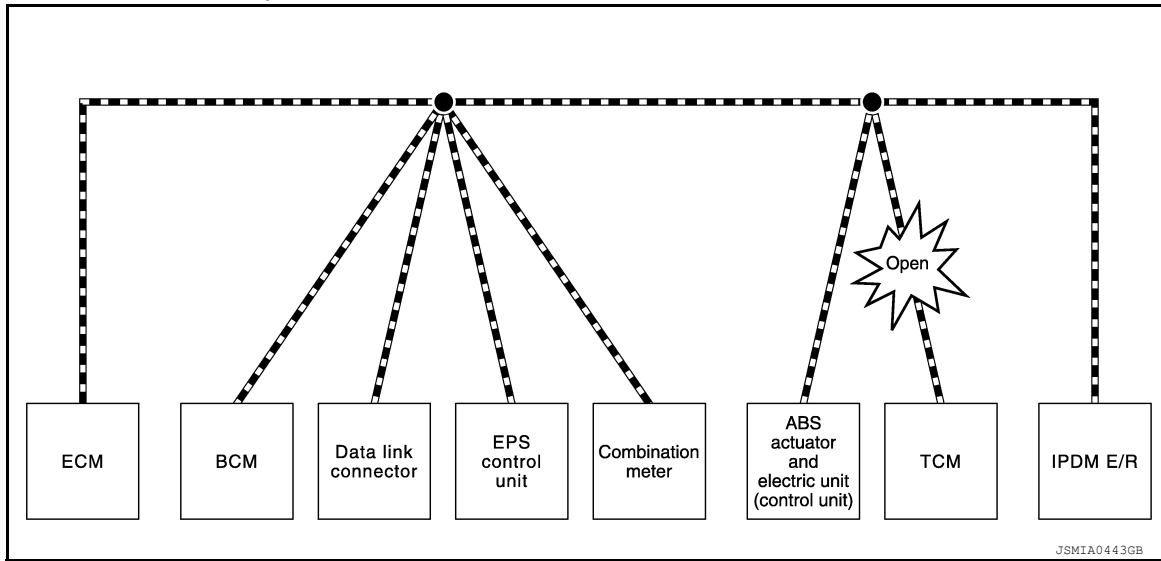 Open
ECM
BCM
Data link
connector
EPS
control
unit
Combination
meter
ABS
actuator
and
electric unit
(control unit)
TCM
IPDM E/R
JSMIA0443GB